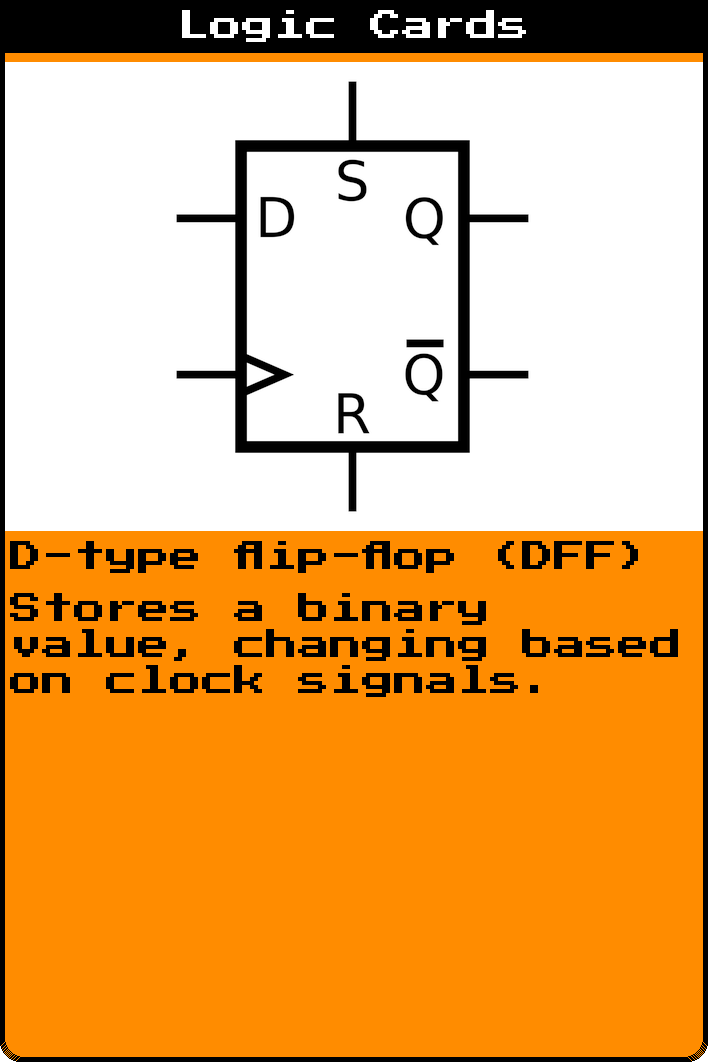 Logic Cards
S
D
Q
Q̅
R
D-type flip-flop (DFF)
Stores a binary
value, changing based
on clock signals.